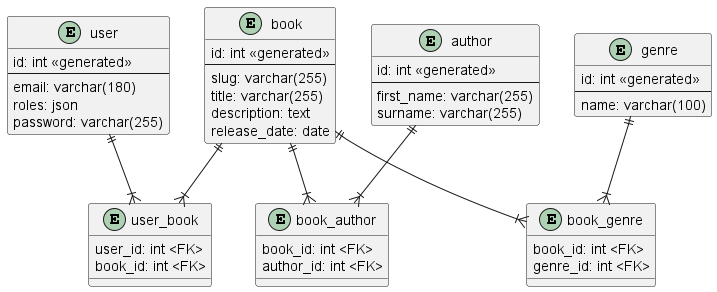 E user
id: int «generated»
email: varchar(180)
roles: json
password: varchar(255)
E book
id: int «generated»
slug: varchar(255)
title: varchar(255)
description: text
release_date: date
E author
id: int «generated»
first_name: varchar(255)
surname: varchar(255)
E genre
id: int «generated»
name: varchar(100)
E user_book
user_id: int <FK>
book_id: int <FK>
E book_author
book_id: int <FK>
author_id: int <FK>
E book_genre
book_id: int <FK>
genre_id: int <FK>